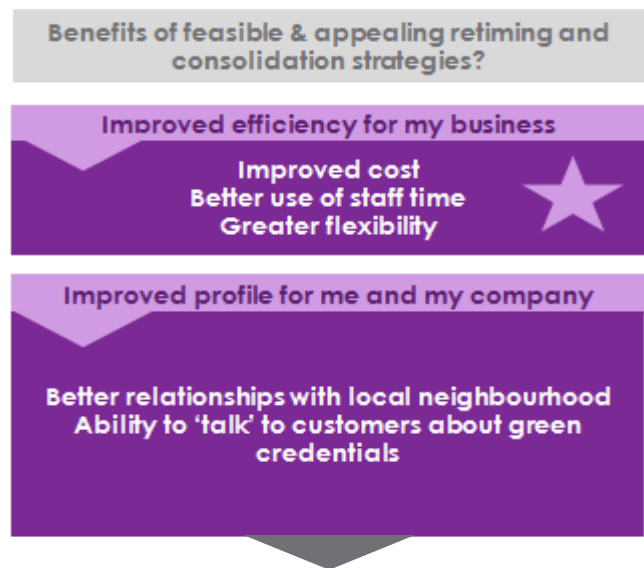 Benefits of feasible & appealing retiming and
consolidation strategies?
Improved efficiency for my business
Improved cost
Better use of staff time
Greater flexibility
Improved profile for me and my company
Better relationships with local neighbourhood
Ability to ‘talk’ to customers about green
credentials